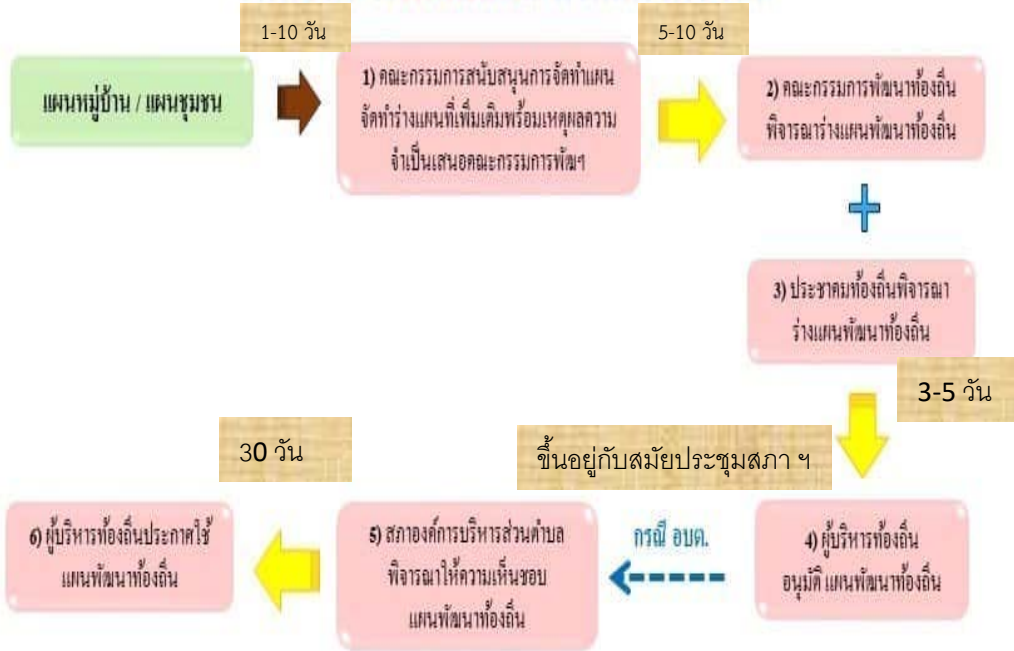 1-10 วัน
5-10 วัน
แผนหมู่บ้าน / แผนชุมชน
1) คณะกรรมการสนับสนุนการจัดทำแผน
จัดทำร่างแผนที่เพิ่มเติมพร้อมเหตุผลความ
จำเป็นเสนอคณะกรรมการพัฒฯ
2) คณะกรรมการพัฒนาท้องถิ่น
พิจารณาร่างแผนพัฒนาท้องถิ่น
3) ประชาคมท้องถิ่นพิจารณา
ร่างแผนพัฒนาท้องถิ่น
3-5 วัน
30 วัน
ขึ้นอยู่กับสมัยประชุมสภา ฯ
6) ผู้บริหารท้องถิ่นประกาศใช้
แผนพัฒนาท้องถิ่น
5) สภาองค์การบริหารส่วนตำบล
พิจารณาให้ความเห็นชอบ
แผนพัฒนาท้องถิ่น
กรณี อบต.
4) ผู้บริหารท้องถิ่น
อนุมัติ แผนพัฒนาท้องถิ่น